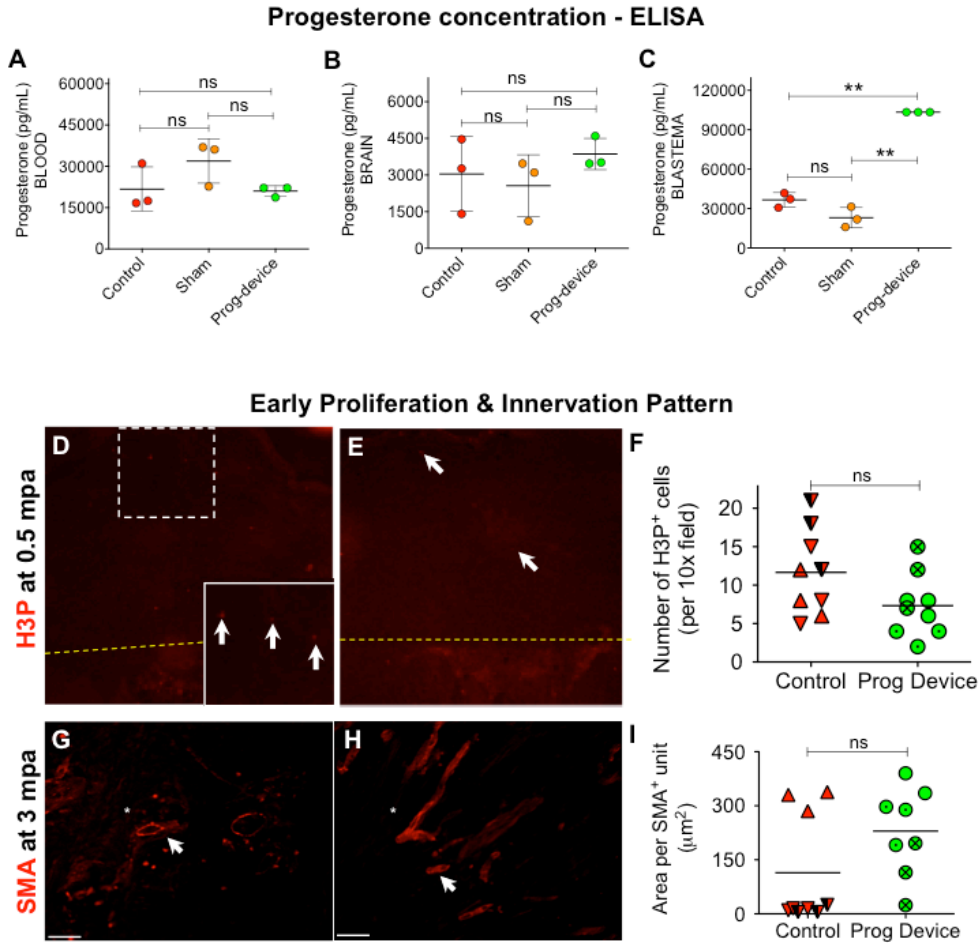 Progesterone concentration - ELISA
A
Progesterone (pg/mL)
BLOOD
60000
45000
30000
15000
0
ns
ns
ns
Control
Sham
Prog-device
B
Progesterone (pg/mL)
BRAIN
6000
4500
3000
1500
0
ns
ns
ns
Control
Sham
Prog-device
C
Progesterone (pg/mL)
BLASTEMA
120000
90000
60000
30000
0
**
**
ns
Control
Sham
Prog-device
Early Proliferation & Innervation Pattern
H3P at 0.5 mpa
D
E
F
Number of H3P+ cells
(per 10x field)
20
15
10
5
0
ns
Control
Prog Device
SMA at 3 mpa
G
*
H
*
I
Area per SMA+ unit
(μm²)
450
300
150
0
ns
Control
Prog Device